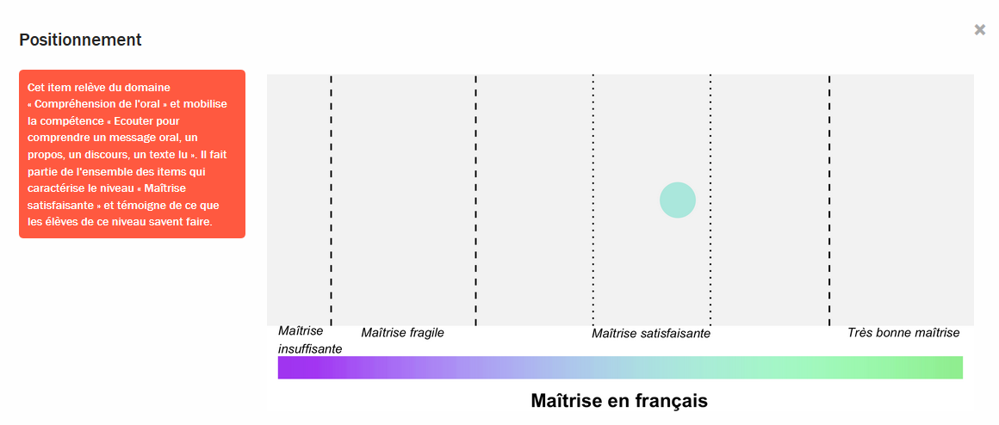 Positionnement
Cet item relève du domaine
« Compréhension de l'oral » et mobilise
la compétence « Ecouter pour
comprendre un message oral, un
propos, un discours, un texte lu ». Il fait
partie de l'ensemble des items qui
caractérise le niveau « Maîtrise
satisfaisante » et témoigne de ce que
les élèves de ce niveau savent faire.
Maîtrise
insuffisante
Maîtrise fragile
Maîtrise satisfaisante
Très bonne maîtrise
Maîtrise en français